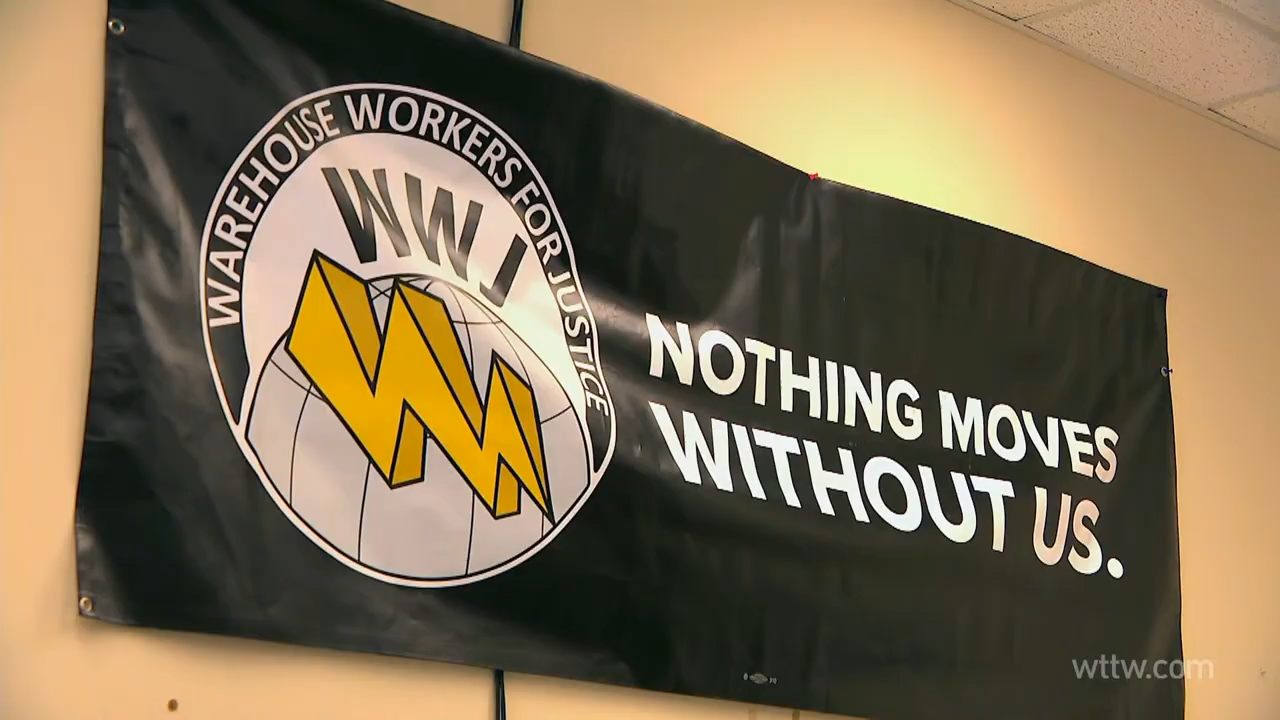 WAREHOUSE WORKERS FOR JUSTICE
WWJ
NOTHING MOVES
WITHOUT US.
wttw.com